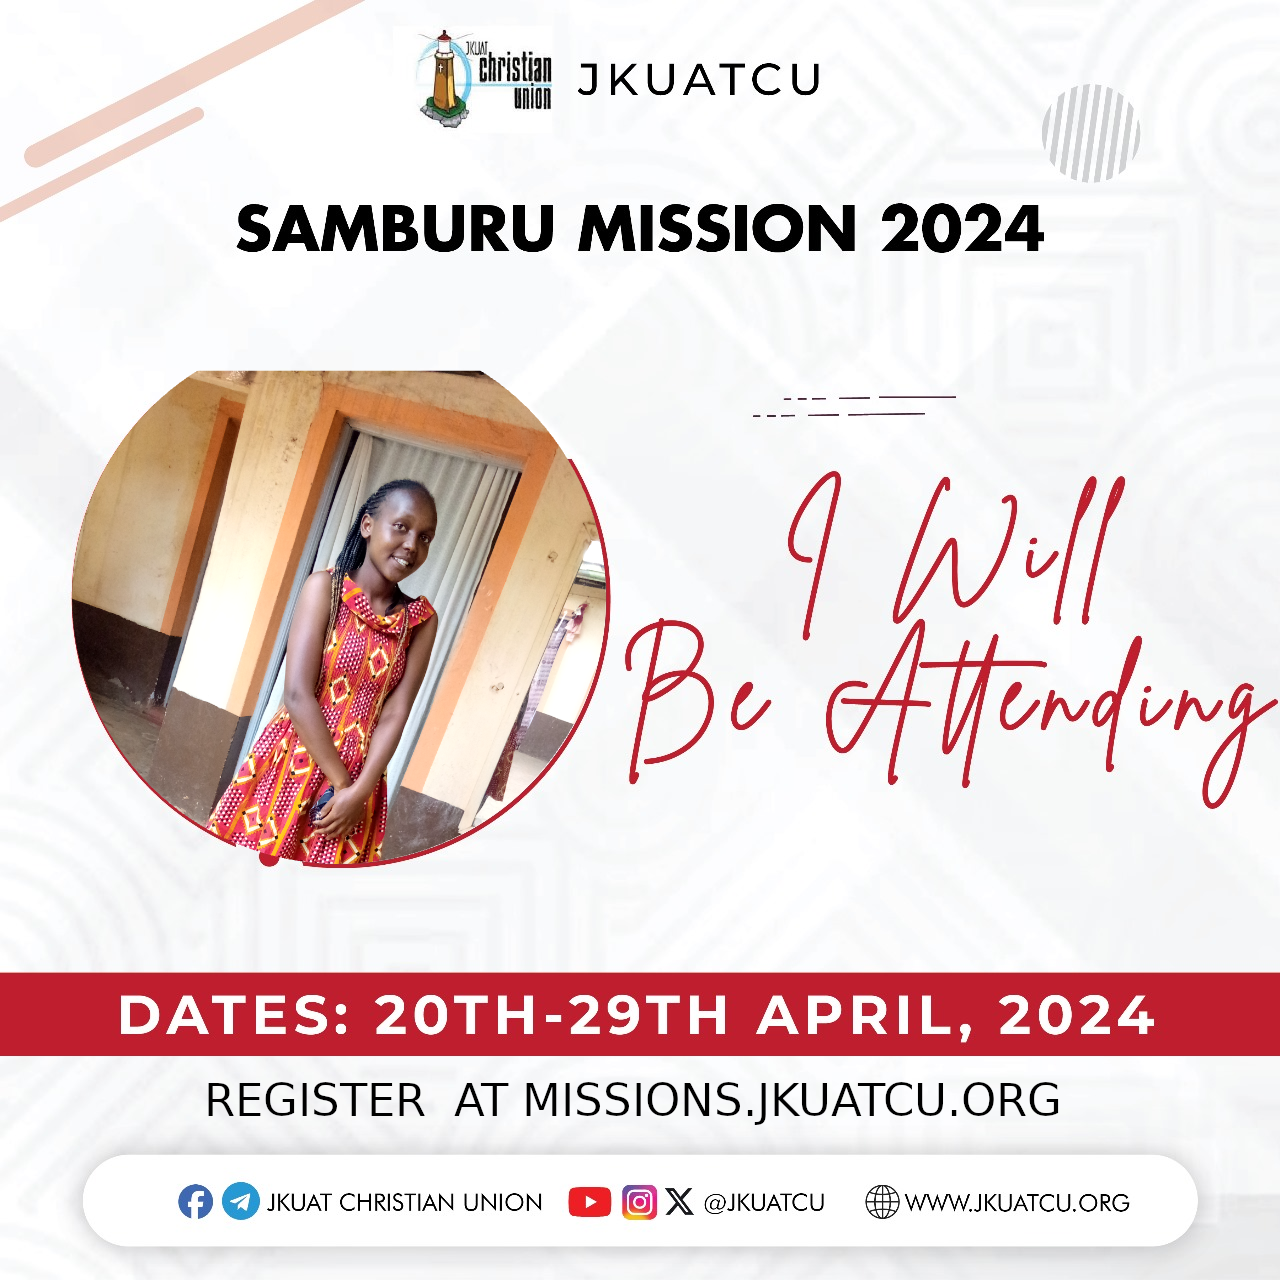 JKUAT
christian
union
JKUATCU
SAMBURU MISSION 2024
I Will
Be Attending
DATES: 20TH-29TH APRIL, 2024
REGISTER  AT MISSIONS.JKUATCU.ORG
JKUAT CHRISTIAN UNION @JKUATCU WWW.JKUATCU.ORG